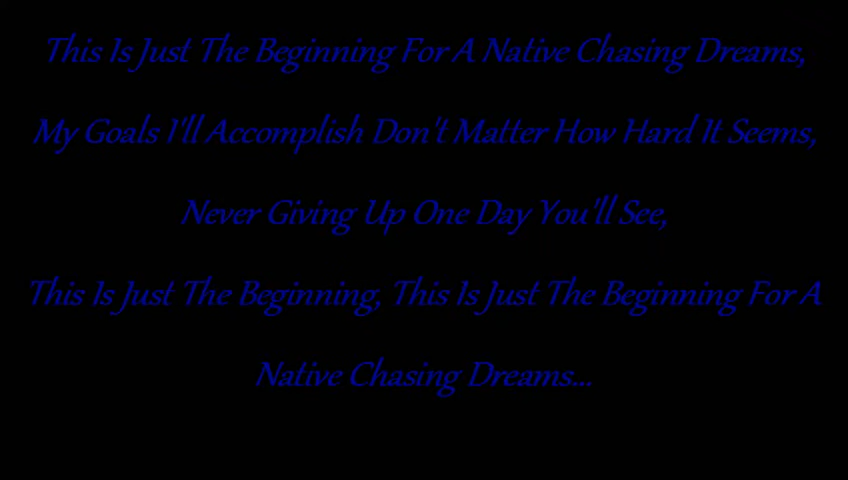 This Is Just The Beginning For A Native Chasing Dreams,
My Goals I'll Accomplish Don't Matter How Hard It Seems,
Never Giving Up One Day You'll See,
This Is Just The Beginning, This Is Just The Beginning For A
Native Chasing Dreams...